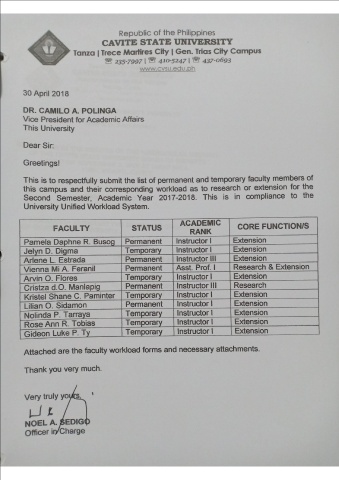 Republic of the Philippines
CAVITE STATE UNIVERSITY
Tanza | Trece Martires City | Gen. Trias City Campus
☏ 235-7997 | ☏ 410-5247 | ☏ 437-0693
www.cvsu.edu.ph
30 April 2018
DR. CAMILO A. POLINGA
Vice President for Academic Affairs
This University
Dear Sir:
Greetings!
This is to respectfully submit the list of permanent and temporary faculty members of
this campus and their corresponding workload as to research or extension for the
Second Semester, Academic Year 2017-2018. This is in compliance to the
University Unified Workload System.
FACULTY STATUS ACADEMIC RANK CORE FUNCTION/S
Pamela Daphne R. Busog Permanent Instructor I Extension
Jelyn D. Digma Temporary Instructor I Extension
Arlene L. Estrada Permanent Instructor III Extension
Vienna Mi A. Feranil Permanent Asst. Prof. I Research & Extension
Arvin O. Flores Temporary Instructor I Extension
Cristza d.O. Manlapig Permanent Instructor III Research
Kristel Shane C. Paminter Temporary Instructor I Extension
Lilian O. Sidamon Permanent Instructor I Extension
Nolinda P. Tarraya Temporary Instructor I Extension
Rose Ann R. Tobias Temporary Instructor I Extension
Gideon Luke P. Ty Temporary Instructor I Extension
Attached are the faculty workload forms and necessary attachments.
Thank you very much.
Very truly yours,
NOEL A. SEDIGO
Officer in Charge